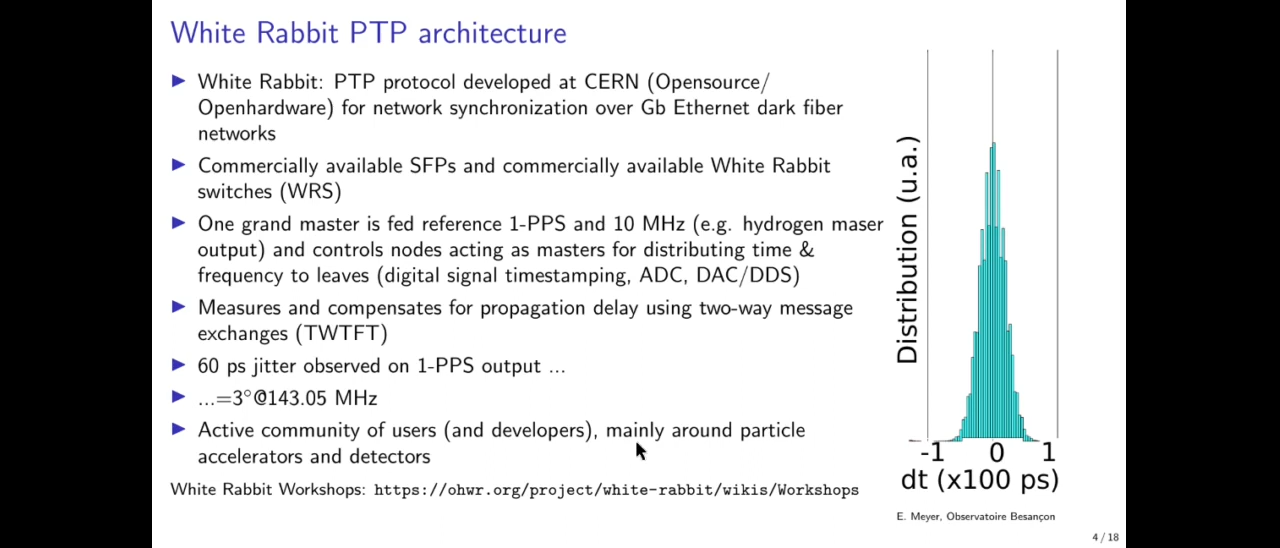 White Rabbit PTP architecture
▶ White Rabbit: PTP protocol developed at CERN (Opensource/
Openhardware) for network synchronization over Gb Ethernet dark fiber
networks
▶ Commercially available SFPs and commercially available White Rabbit
switches (WRS)
▶ One grand master is fed reference 1-PPS and 10 MHz (e.g. hydrogen maser
output) and controls nodes acting as masters for distributing time &
frequency to leaves (digital signal timestamping, ADC, DAC/DDS)
▶ Measures and compensates for propagation delay using two-way message
exchanges (TWTFT)
▶ 60 ps jitter observed on 1-PPS output ...
▶ ...=3°@143.05 MHz
▶ Active community of users (and developers), mainly around particle
accelerators and detectors
White Rabbit Workshops: https://ohwr.org/project/white-rabbit/wikis/Workshops
Distribution (u.a.)
-1 0 1
dt (x100 ps)
E. Meyer, Observatoire Besançon
4 / 18